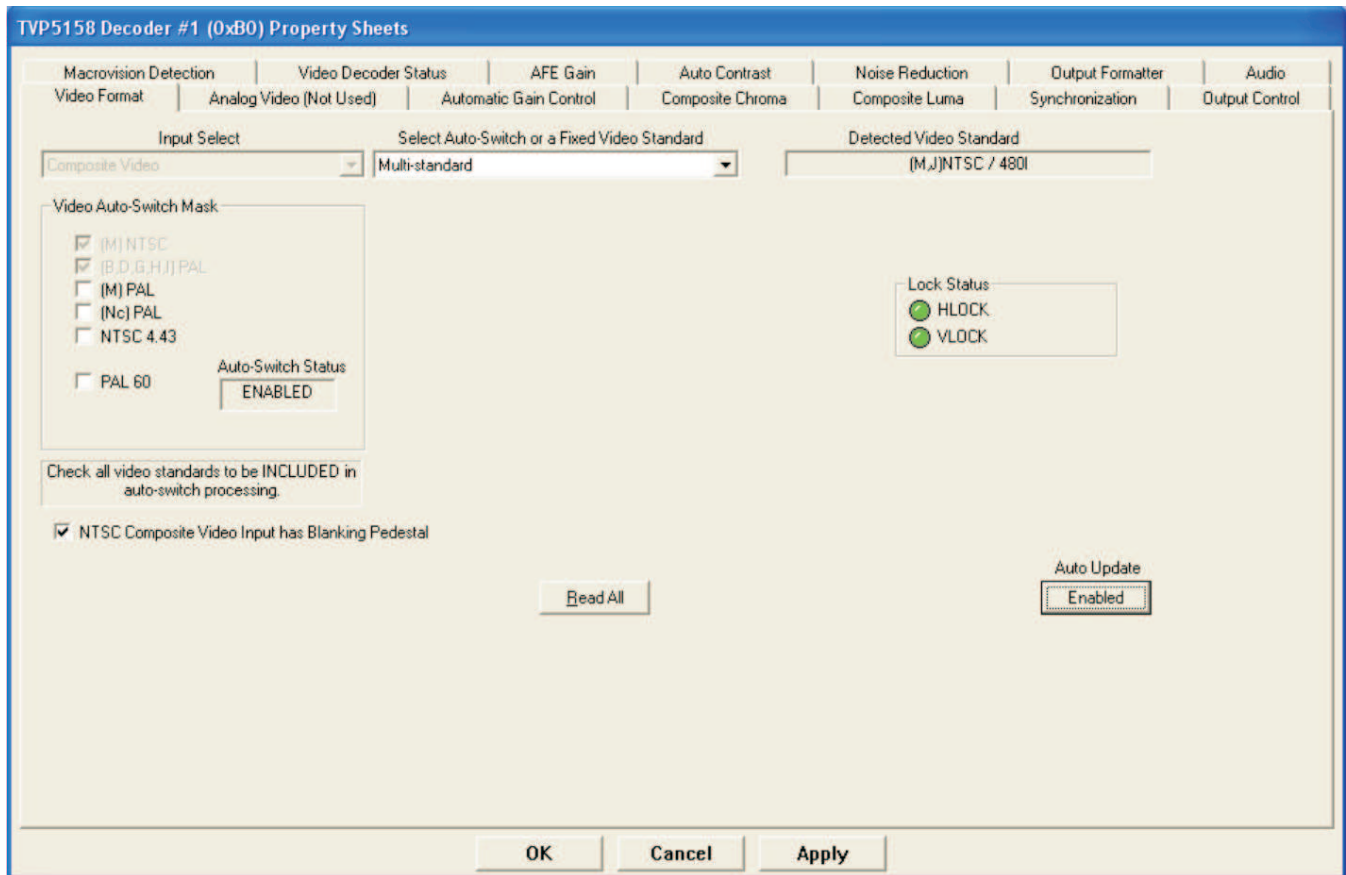 TVP5158 Decoder #1 (0xB0) Property Sheets
Macrovision Detection Video Decoder Status AFE Gain Auto Contrast Noise Reduction Output Formatter Audio
Video Format Analog Video (Not Used) Automatic Gain Control Composite Chroma Composite Luma Synchronization Output Control
Input Select Select Auto-Switch or a Fixed Video Standard Detected Video Standard
Composite Video Multi-standard (M,J)NTSC / 480I
Video Auto-Switch Mask
(M) NTSC
(B,D,G,H,I) PAL
(M) PAL
(Nc) PAL
NTSC 4.43
PAL 60
Auto-Switch Status
ENABLED
Lock Status
HLOCK
VLOCK
Check all video standards to be INCLUDED in
auto-switch processing.
NTSC Composite Video Input has Blanking Pedestal
Read All
Auto Update
Enabled
OK Cancel Apply